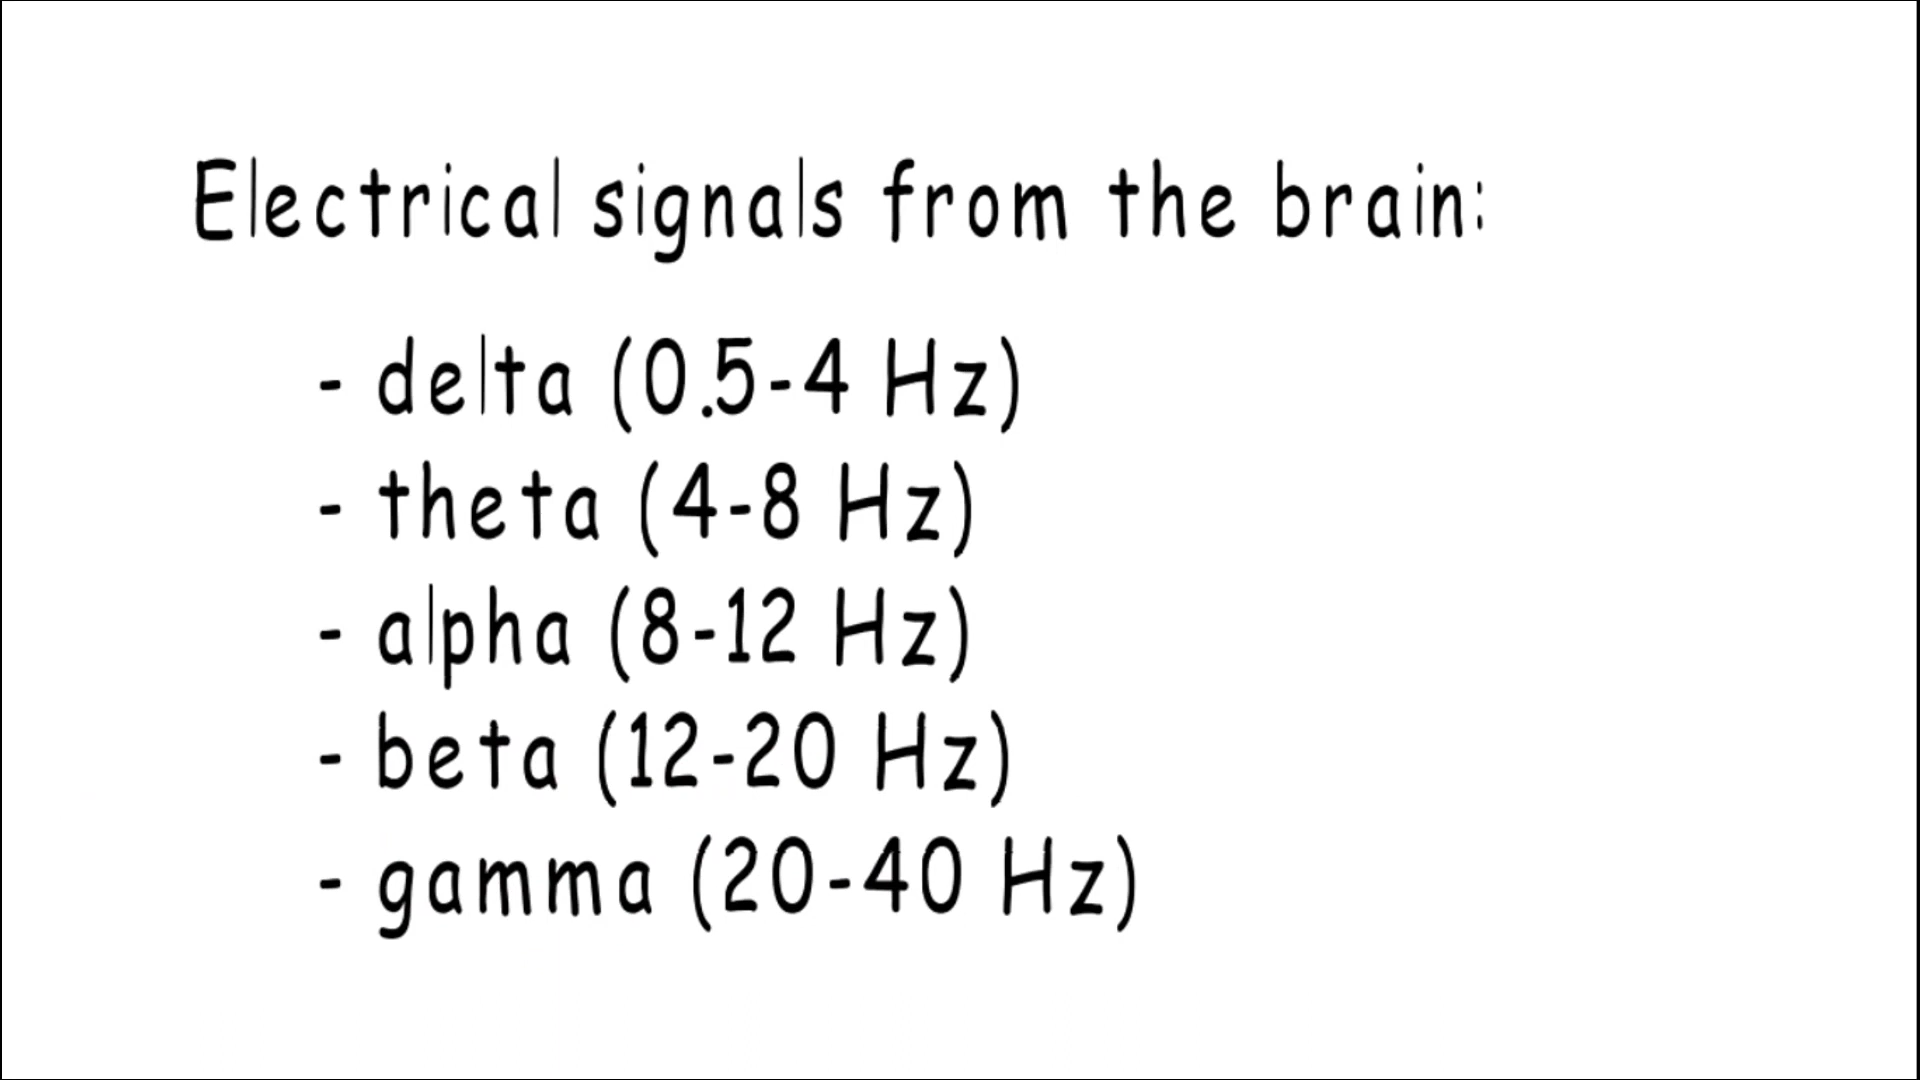 Electrical signals from the brain:
- delta (0.5-4 Hz)
- theta (4-8 Hz)
- alpha (8-12 Hz)
- beta (12-20 Hz)
- gamma (20-40 Hz)